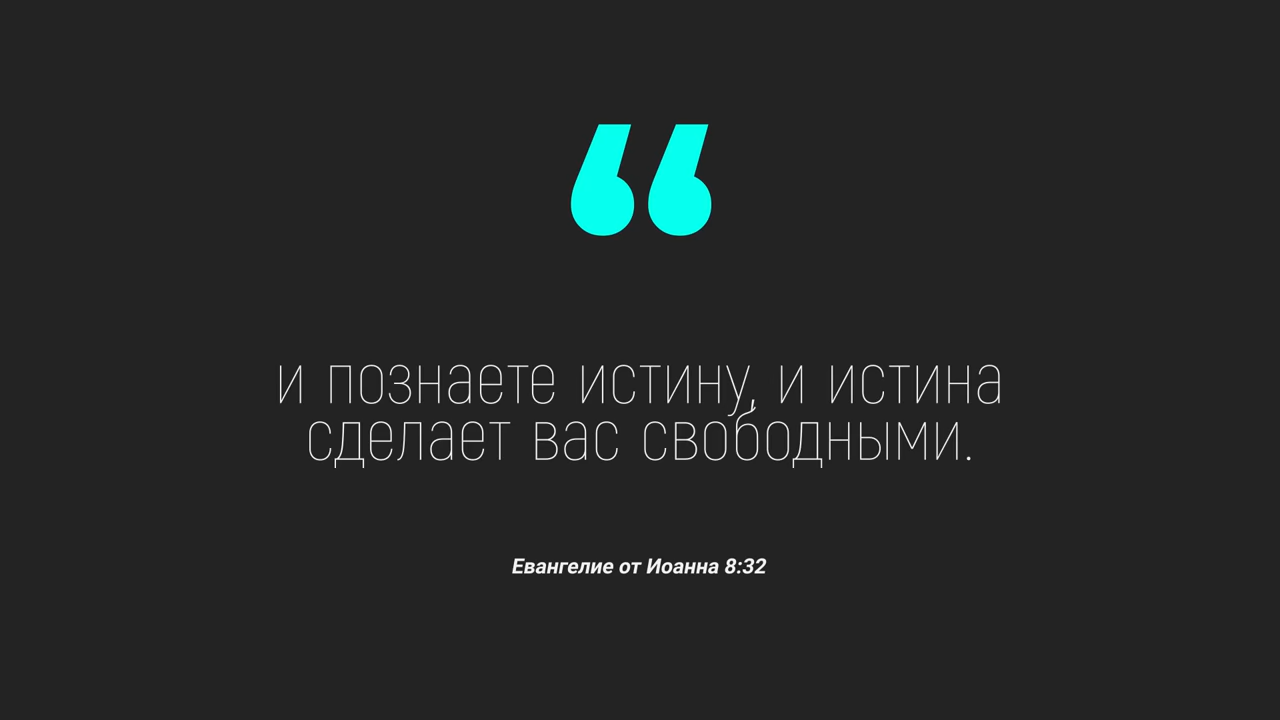 “
и познаете истину, и истина
сделает вас свободными.
Евангелие от Иоанна 8:32